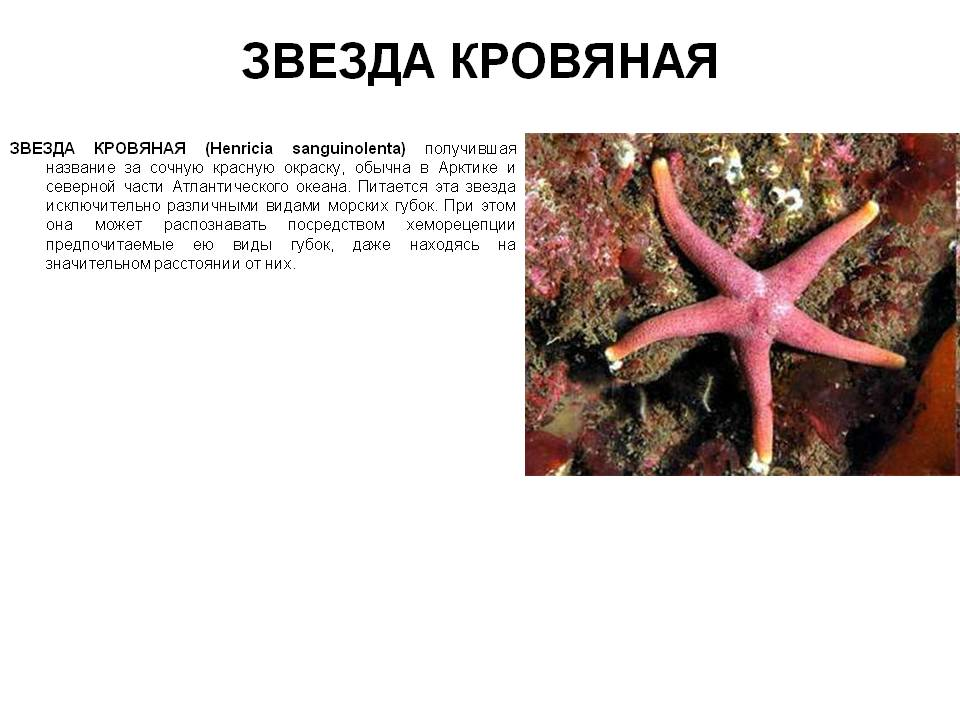 ЗВЕЗДА КРОВЯНАЯ
ЗВЕЗДА КРОВЯНАЯ (Henricia sanguinolenta) получившая
название за сочную красную окраску, обычна в Арктике и
северной части Атлантического океана. Питается эта звезда
исключительно различными видами морских губок. При этом
она может распознавать посредством хеморецепции
предпочитаемые ею виды губок, даже находясь на
значительном расстоянии от них.